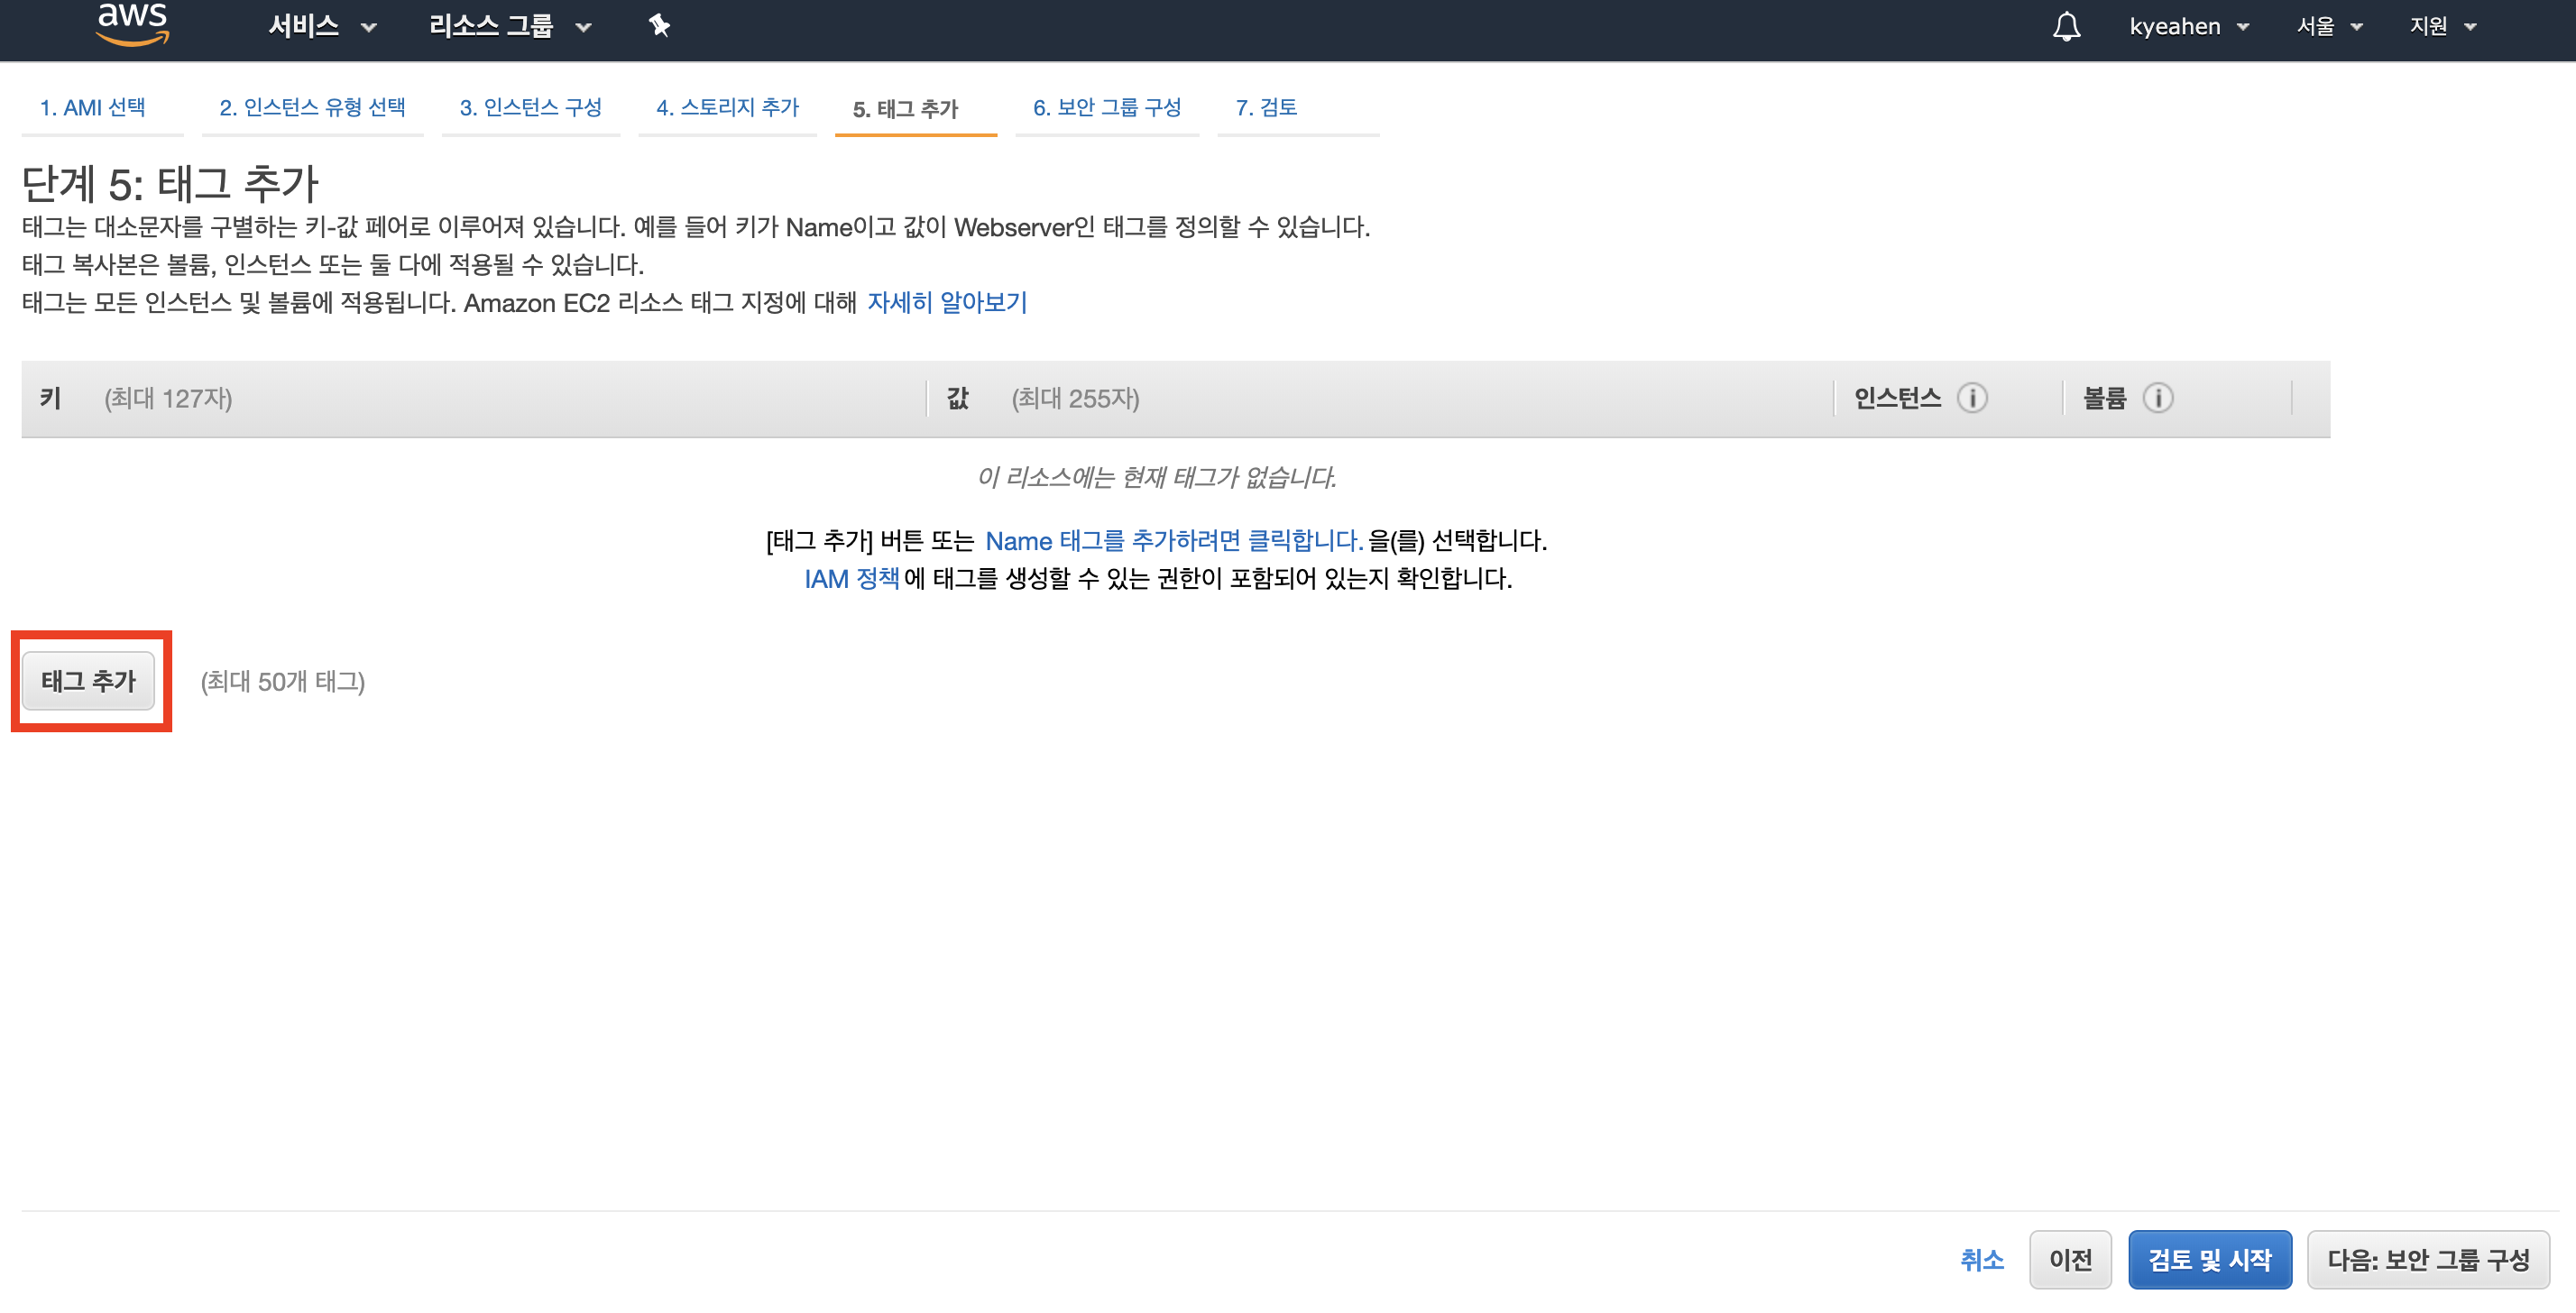 aws 서비스 리소스 그룹 kyeahen 서울 지원
1. AMI 선택 2. 인스턴스 유형 선택 3. 인스턴스 구성 4. 스토리지 추가 5. 태그 추가 6. 보안 그룹 구성 7. 검토
단계 5: 태그 추가
태그는 대소문자를 구별하는 키-값 페어로 이루어져 있습니다. 예를 들어 키가 Name이고 값이 Webserver인 태그를 정의할 수 있습니다.
태그 복사본은 볼륨, 인스턴스 또는 둘 다에 적용될 수 있습니다.
태그는 모든 인스턴스 및 볼륨에 적용됩니다. Amazon EC2 리소스 태그 지정에 대해 자세히 알아보기
키 (최대 127자) 값 (최대 255자) 인스턴스 i 볼륨 i
이 리소스에는 현재 태그가 없습니다.
[태그 추가] 버튼 또는 Name 태그를 추가하려면 클릭합니다. 을(를) 선택합니다.
IAM 정책에 태그를 생성할 수 있는 권한이 포함되어 있는지 확인합니다.
태그 추가 (최대 50개 태그)
취소 이전 검토 및 시작 다음: 보안 그룹 구성